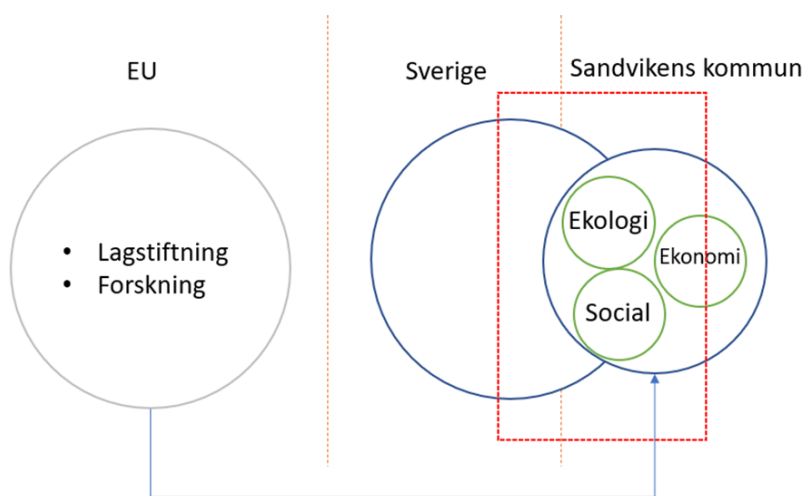 EU
Sverige
Sandvikens kommun
• Lagstiftning
• Forskning
Ekologi
Ekonomi
Social